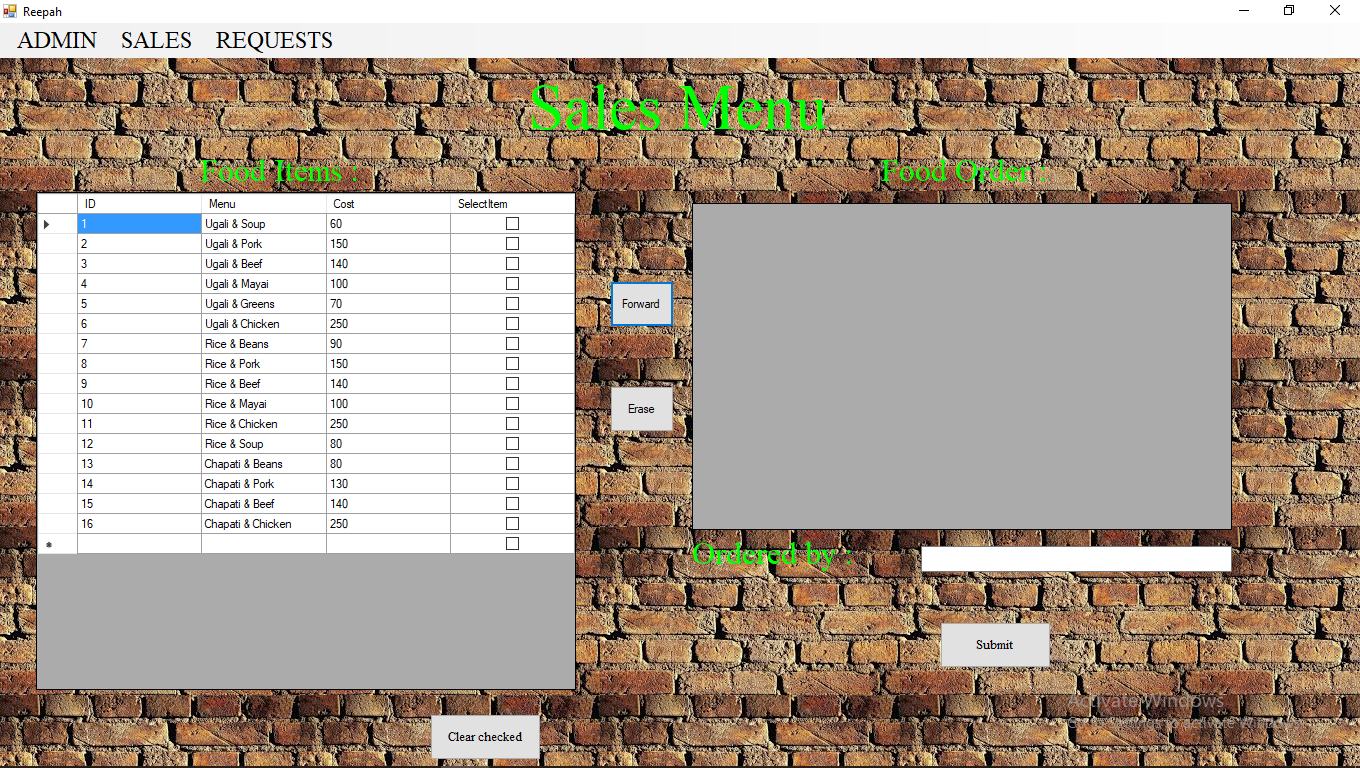 Reepah
ADMIN SALES REQUESTS
Sales Menu
Food Items :
ID Menu Cost SelectItem
1 Ugali & Soup 60
2 Ugali & Pork 150
3 Ugali & Beef 140
4 Ugali & Mayai 100
5 Ugali & Greens 70
6 Ugali & Chicken 250
7 Rice & Beans 90
8 Rice & Pork 150
9 Rice & Beef 140
10 Rice & Mayai 100
11 Rice & Chicken 250
12 Rice & Soup 80
13 Chapati & Beans 80
14 Chapati & Pork 130
15 Chapati & Beef 140
16 Chapati & Chicken 250
Clear checked
Forward
Erase
Food Order :
Ordered by :
Submit
Activate Windows